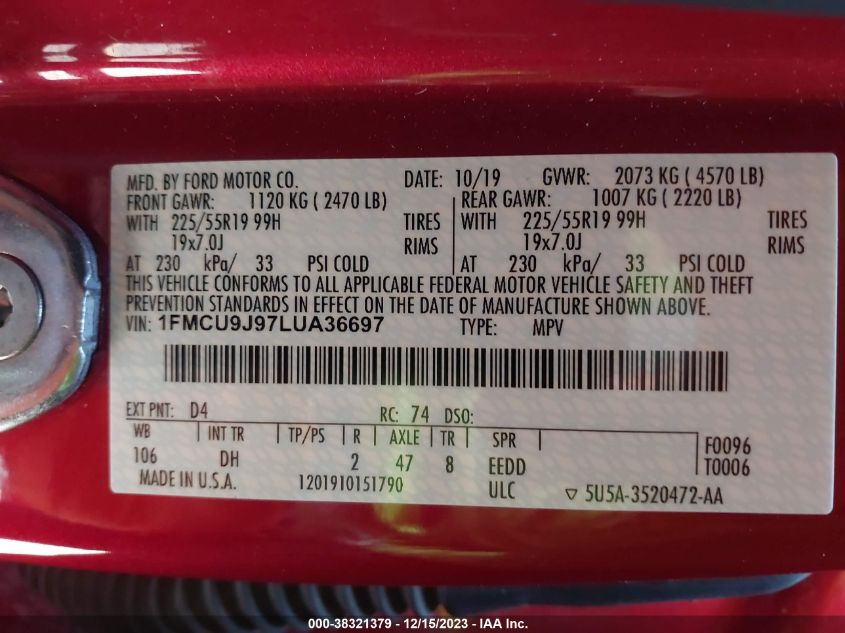 MFD. BY FORD MOTOR CO. DATE: 10/19 GVWR: 2073 KG ( 4570 LB)
FRONT GAWR: 1120 KG ( 2470 LB) REAR GAWR: 1007 KG ( 2220 LB)
WITH 225/55R19 99H TIRES WITH 225/55R19 99H TIRES
19x7.0J RIMS 19x7.0J RIMS
AT 230 kPa/ 33 PSI COLD AT 230 kPa/ 33 PSI COLD
THIS VEHICLE CONFORMS TO ALL APPLICABLE FEDERAL MOTOR VEHICLE SAFETY AND THEFT
PREVENTION STANDARDS IN EFFECT ON THE DATE OF MANUFACTURE SHOWN ABOVE.
VIN: 1FMCU9J97LUA36697 TYPE: MPV
EXT PNT: D4 RC: 74 DSO:
WB INT TR TP/PS R AXLE TR SPR F0096
106 DH 2 47 8 EEDD T0006
MADE IN U.S.A. 1201910151790 ULC ▽ 5U5A-3520472-AA
000-38321379 - 12/15/2023 - IAA Inc.